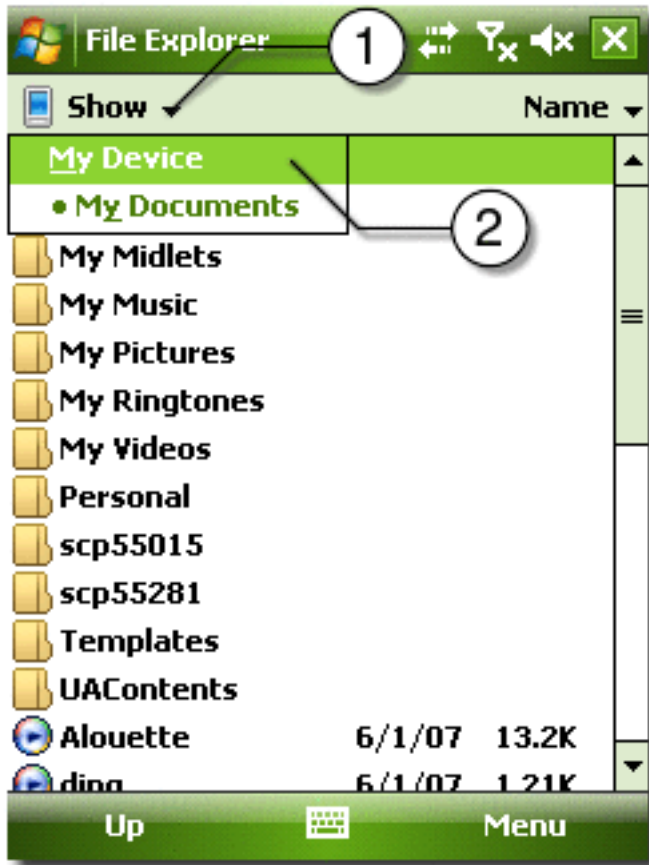 File Explorer
1
Show
Name
My Device
• My Documents
2
My Midlets
My Music
My Pictures
My Ringtones
My Videos
Personal
scp55015
scp55281
Templates
UAContents
Alouette 6/1/07 13.2K
ding 6/1/07 1.21K
Up Menu